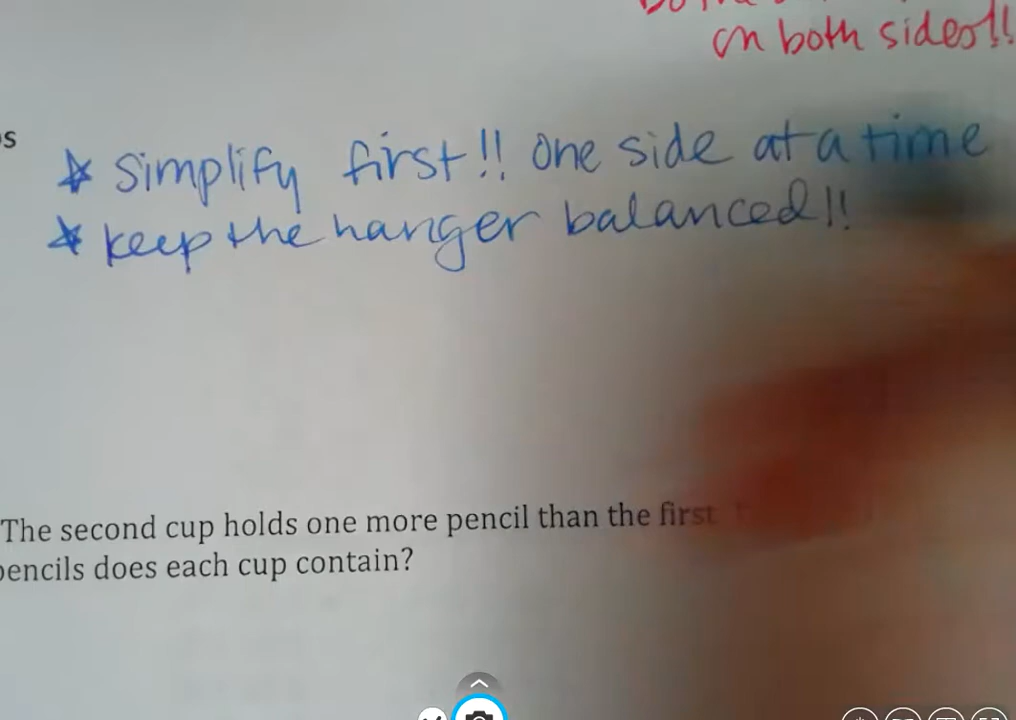 on both sides!!
s
* Simplify first!! One side at a time
* keep the hanger balanced!!
The second cup holds one more pencil than the first
pencils does each cup contain?